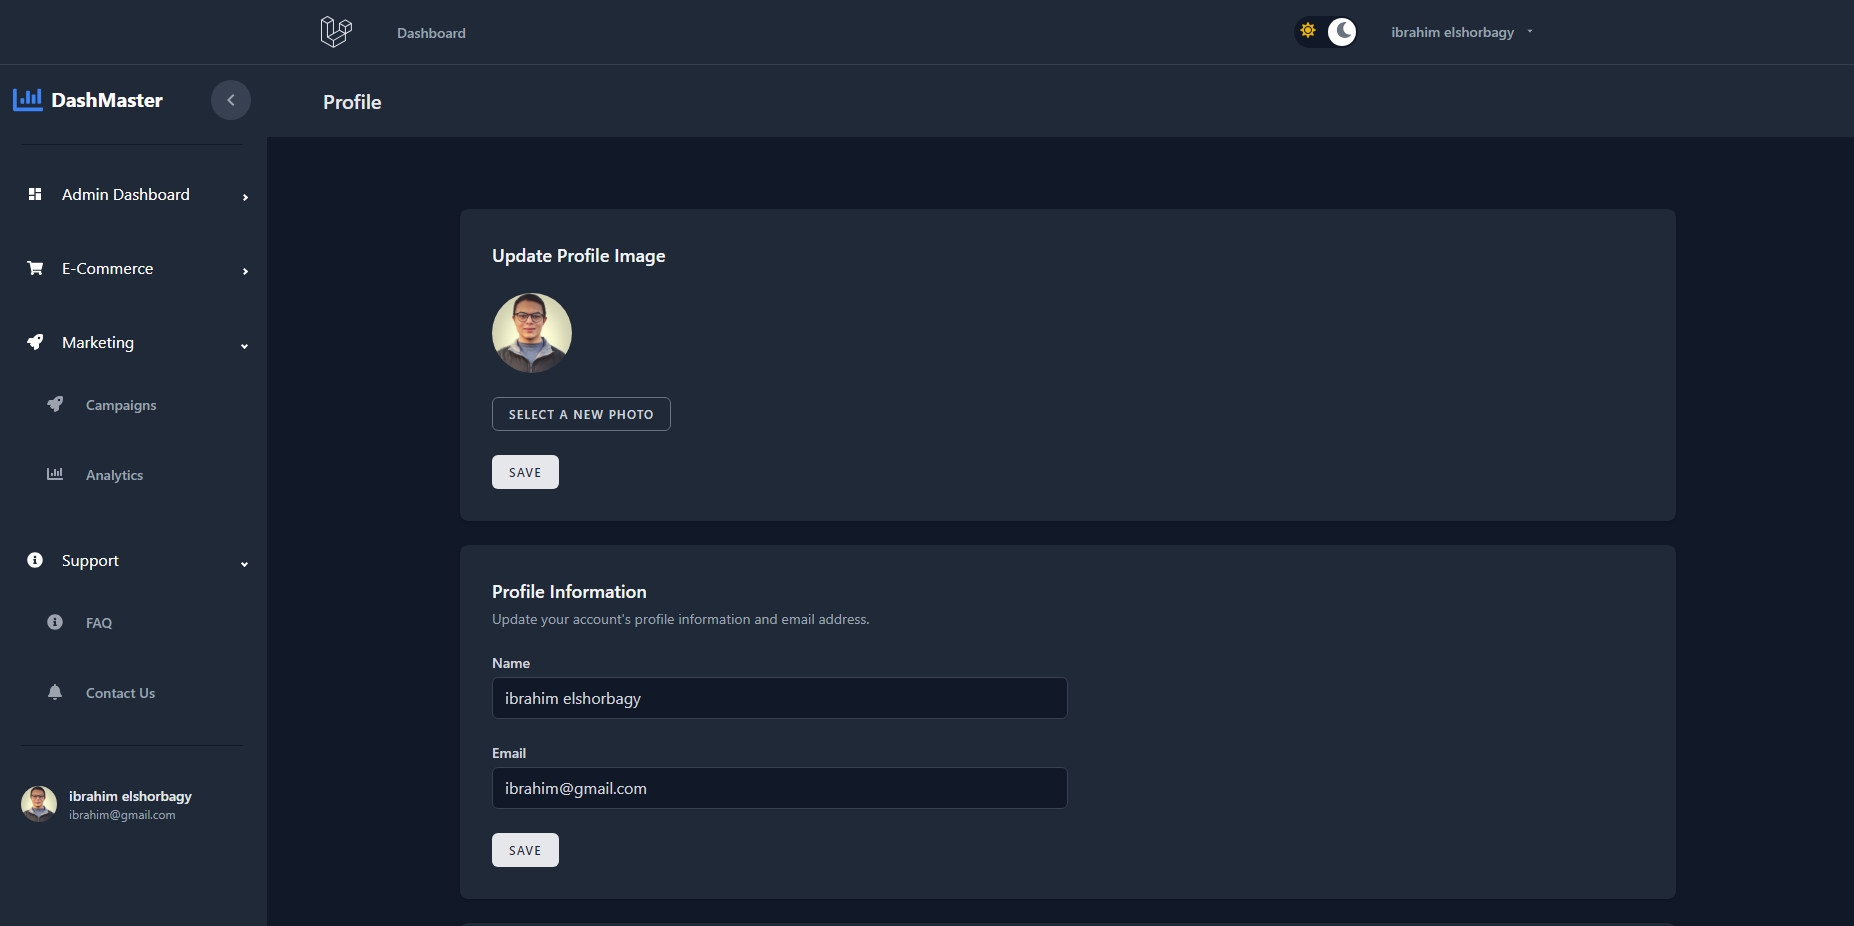 Dashboard
ibrahim elshorbagy
DashMaster
Profile
Admin Dashboard
E-Commerce
Marketing
Campaigns
Analytics
Support
FAQ
Contact Us
ibrahim elshorbagy
ibrahim@gmail.com
Update Profile Image
SELECT A NEW PHOTO
SAVE
Profile Information
Update your account's profile information and email address.
Name
ibrahim elshorbagy
Email
ibrahim@gmail.com
SAVE